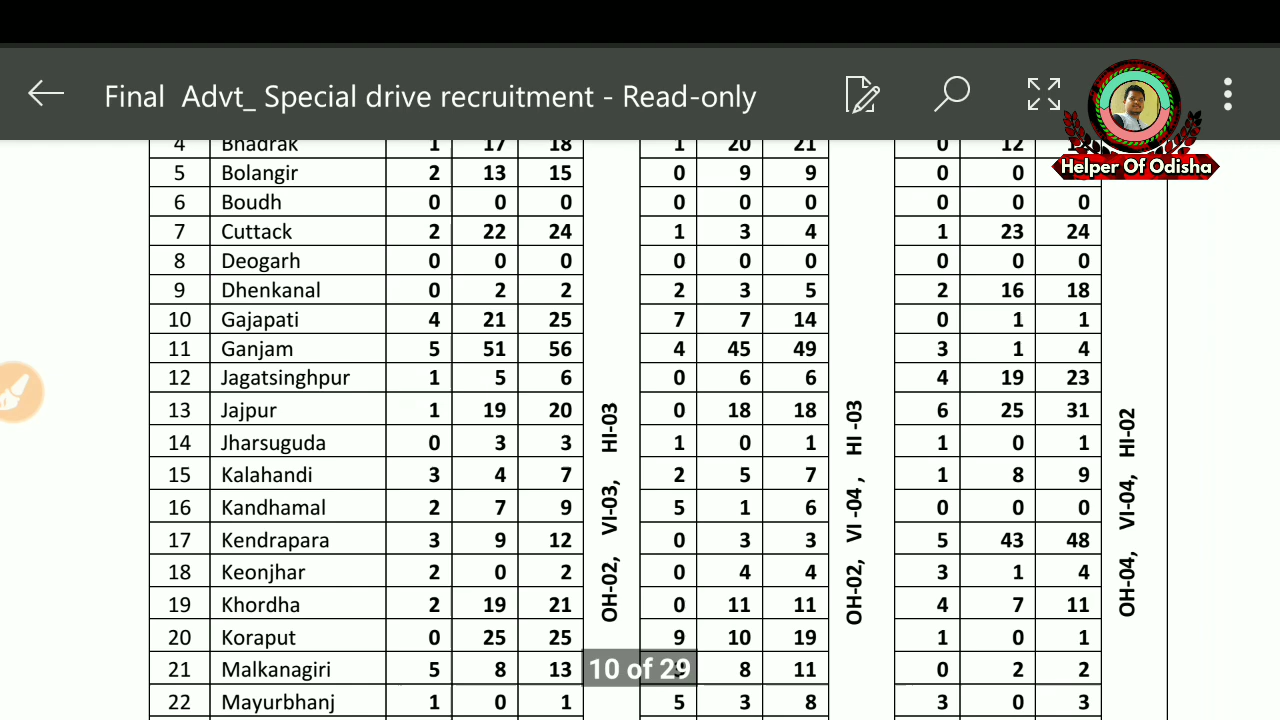 Final Advt_ Special drive recruitment - Read-only
Helper Of Odisha
4 Bhadrak 1 17 18 1 20 21 0 12
5 Bolangir 2 13 15 0 9 9 0 0
6 Boudh 0 0 0 0 0 0 0 0 0
7 Cuttack 2 22 24 1 3 4 1 23 24
8 Deogarh 0 0 0 0 0 0 0 0 0
9 Dhenkanal 0 2 2 2 3 5 2 16 18
10 Gajapati 4 21 25 7 7 14 0 1 1
11 Ganjam 5 51 56 4 45 49 3 1 4
12 Jagatsinghpur 1 5 6 0 6 6 4 19 23
13 Jajpur 1 19 20 0 18 18 6 25 31
14 Jharsuguda 0 3 3 1 0 1 1 0 1
15 Kalahandi 3 4 7 2 5 7 1 8 9
16 Kandhamal 2 7 9 5 1 6 0 0 0
17 Kendrapara 3 9 12 0 3 3 5 43 48
18 Keonjhar 2 0 2 0 4 4 3 1 4
19 Khordha 2 19 21 0 11 11 4 7 11
20 Koraput 0 25 25 9 10 19 1 0 1
21 Malkanagiri 5 8 13 8 11 0 2 2
22 Mayurbhanj 1 0 1 5 3 8 3 0 3
OH-02, VI-03, HI-03
OH-02, VI -04 , HI -03
OH-04, VI-04, HI-02
10 of 29